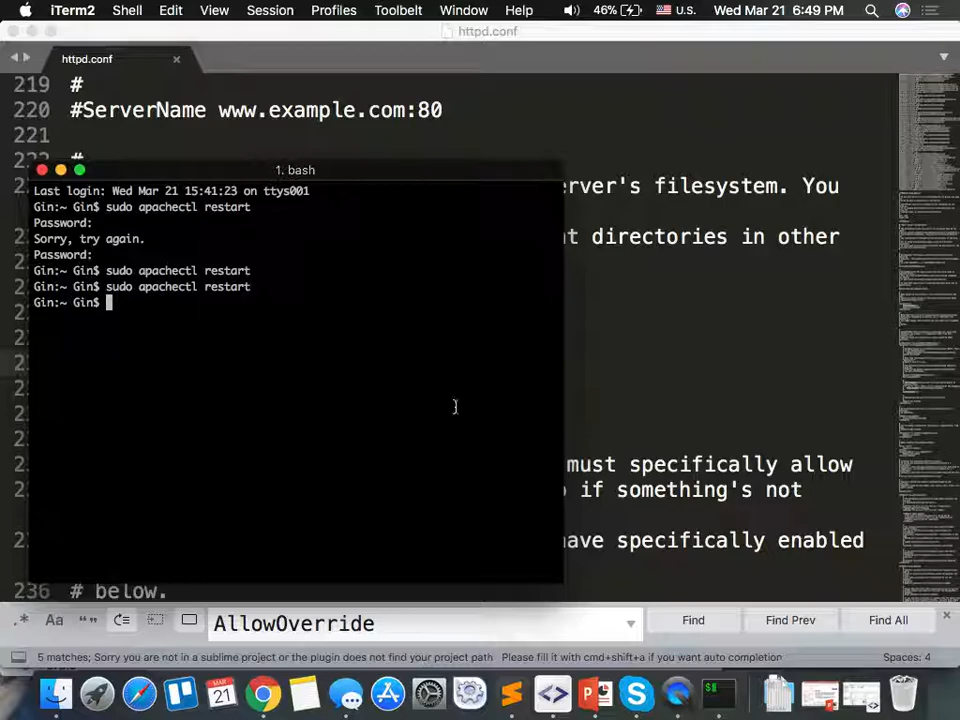 iTerm2 Shell Edit View Session Profiles Toolbelt Window Help 46% U.S. Wed Mar 21 6:49 PM
httpd.conf
httpd.conf
219 #
220 #ServerName www.example.com:80
221
#
1. bash
Last login: Wed Mar 21 15:41:23 on ttys001
erver's filesystem. You
Gin:~ Gin$ sudo apachectl restart
Password:
Sorry, try again.
t directories in other
Password:
Gin:~ Gin$ sudo apachectl restart
Gin:~ Gin$ sudo apachectl restart
Gin:~ Gin$
must specifically allow
if something's not
have specifically enabled
236 # below.
.* Aa "" AllowOverride Find Find Prev Find All
5 matches; Sorry you are not in a sublime project or the plugin does not find your project path Please fill it with cmd+shift+a if you want auto completion Spaces: 4
MAR
21